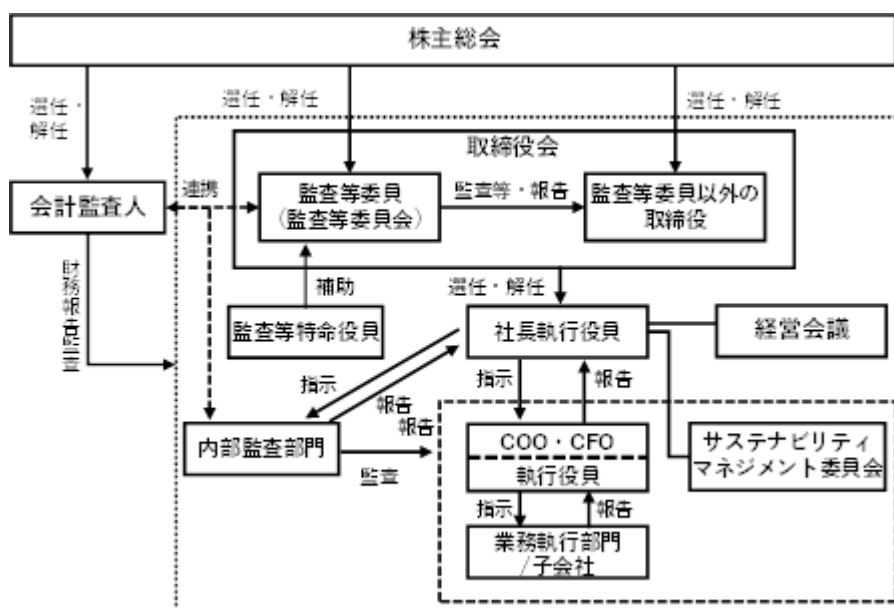 株主総会
選任・
解任
選任・解任
選任・解任
取締役会
会計監査人
連携
監査等委員
（監査等委員会）
監査等・報告
監査等委員以外の
取締役
財務報告監査
補助
選任・解任
監査等特命役員
社長執行役員
経営会議
指示
報告
報告
指示
報告
内部監査部門
監査
COO・CFO
執行役員
サステナビリティ
マネジメント委員会
指示
報告
業務執行部門
/子会社